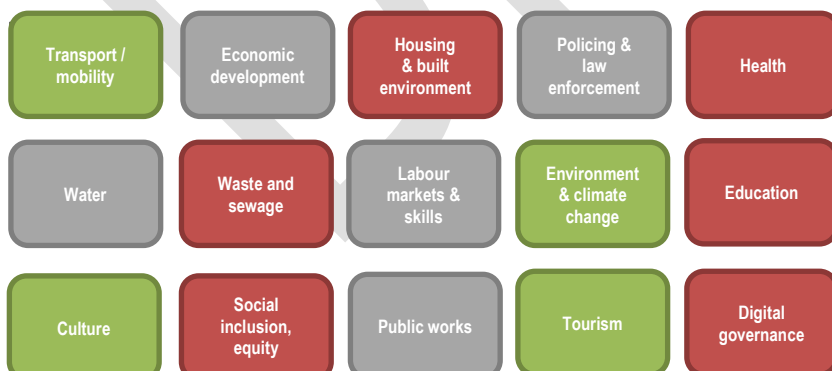 Transport /
mobility
Economic
development
Housing
& built
environment
Policing &
law
enforcement
Health
Water
Waste and
sewage
Labour
markets &
skills
Environment
& climate
change
Education
Culture
Social
inclusion,
equity
Public works
Tourism
Digital
governance